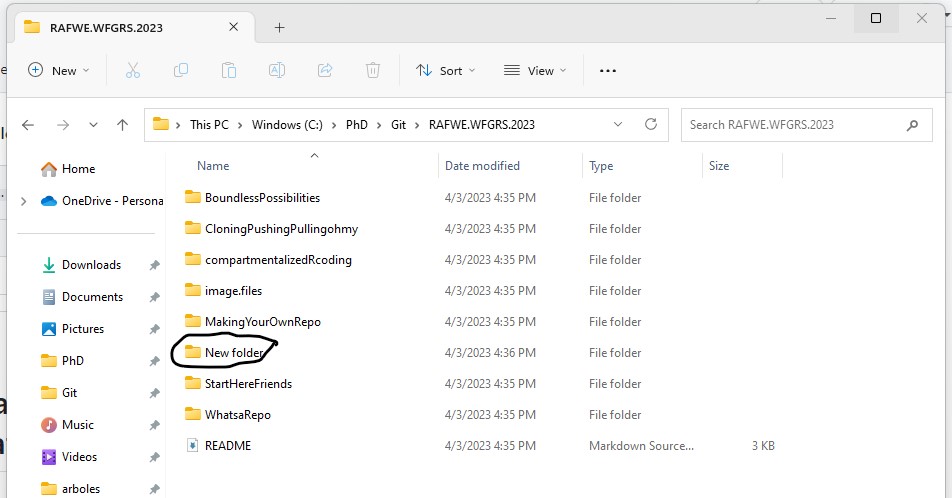 RAFWE.WFGRS.2023
New
Sort
View
This PC > Windows (C:) > PhD > Git > RAFWE.WFGRS.2023
Search RAFWE.WFGRS.2023
Name Date modified Type Size
Home
OneDrive - Persona
Downloads
Documents
Pictures
PhD
Git
Music
Videos
arboles
BoundlessPossibilities 4/3/2023 4:35 PM File folder
CloningPushingPullingohmy 4/3/2023 4:35 PM File folder
compartmentalizedRcoding 4/3/2023 4:35 PM File folder
image.files 4/3/2023 4:35 PM File folder
MakingYourOwnRepo 4/3/2023 4:35 PM File folder
New folder 4/3/2023 4:36 PM File folder
StartHereFriends 4/3/2023 4:35 PM File folder
WhatsaRepo 4/3/2023 4:35 PM File folder
README 4/3/2023 4:35 PM Markdown Source... 3 KB